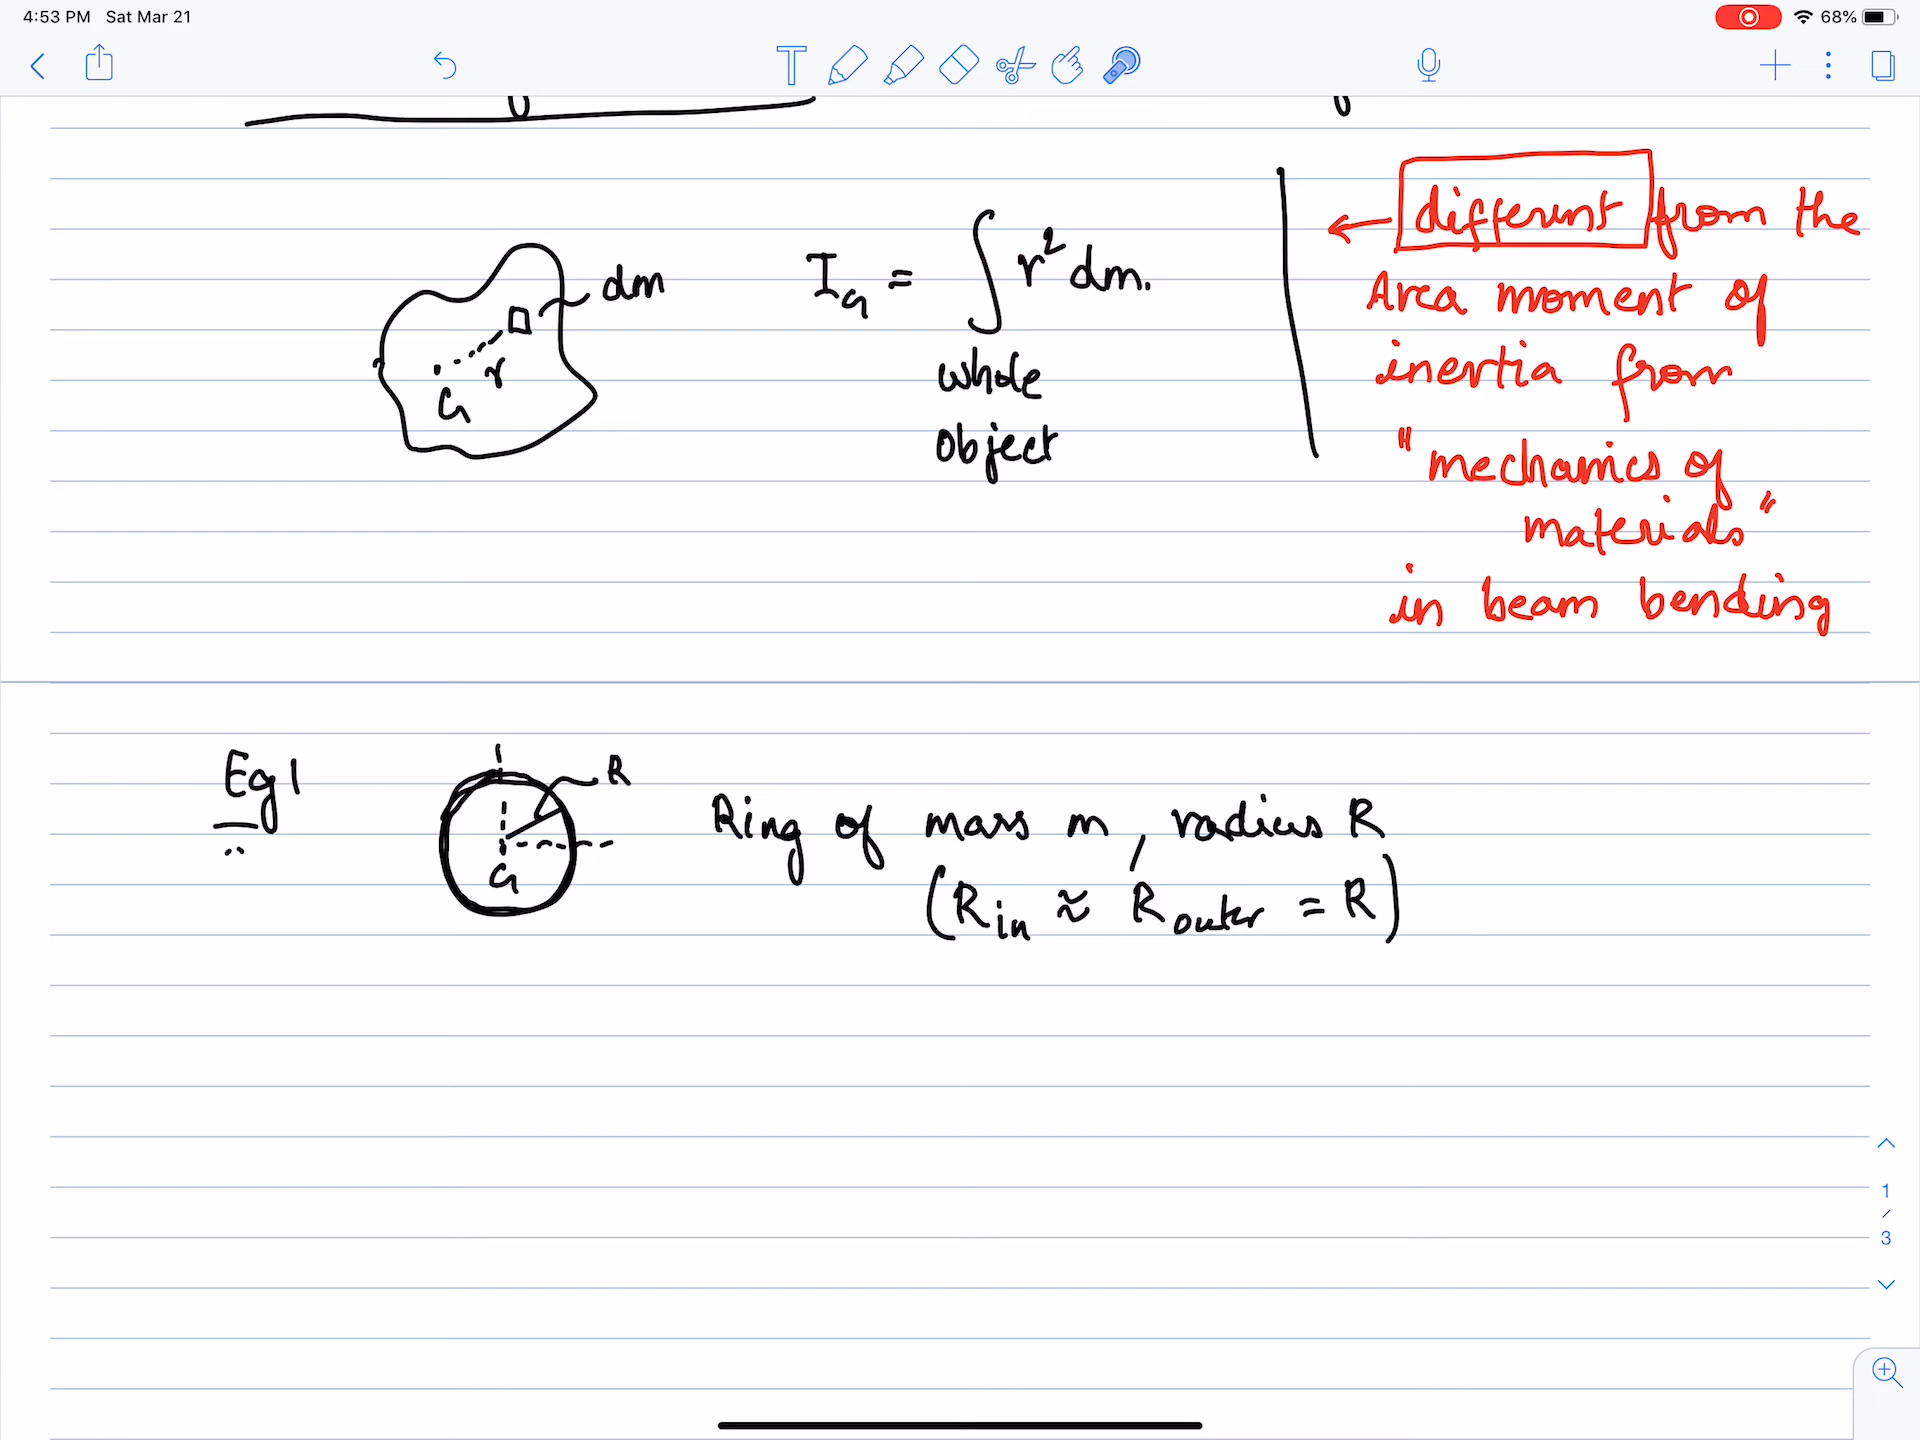 4:53 PM Sat Mar 21
68%
dm
r
G
I_G = ∫ r² dm.
whole
object
← different from the
Area moment of
inertia from
"mechanics of
materials"
in beam bending
Eg 1
R
G
Ring of mass m, radius R
(R_in ≈ R_outer = R)
1
/
3